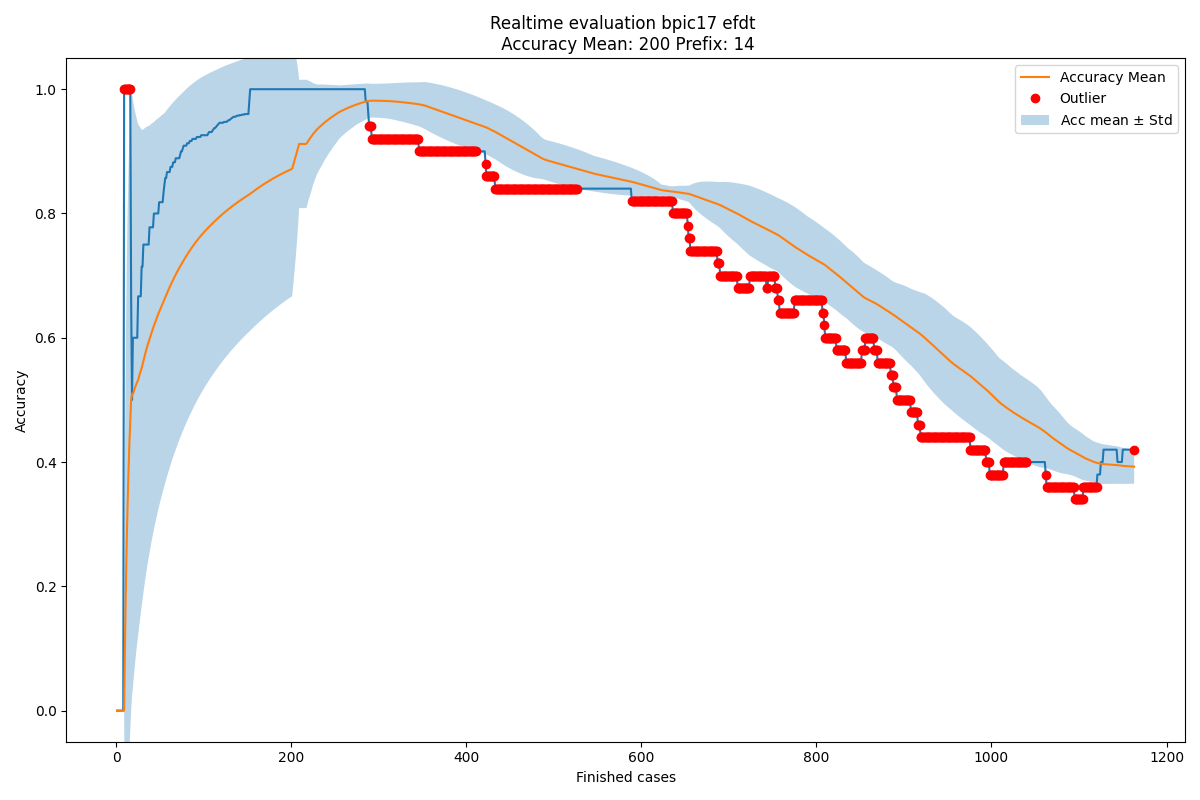 Realtime evaluation bpic17 efdt
Accuracy Mean: 200 Prefix: 14
Accuracy Mean
Outlier
Acc mean ± Std
1.0
0.8
0.6
0.4
0.2
0.0
Accuracy
0 200 400 600 800 1000 1200
Finished cases